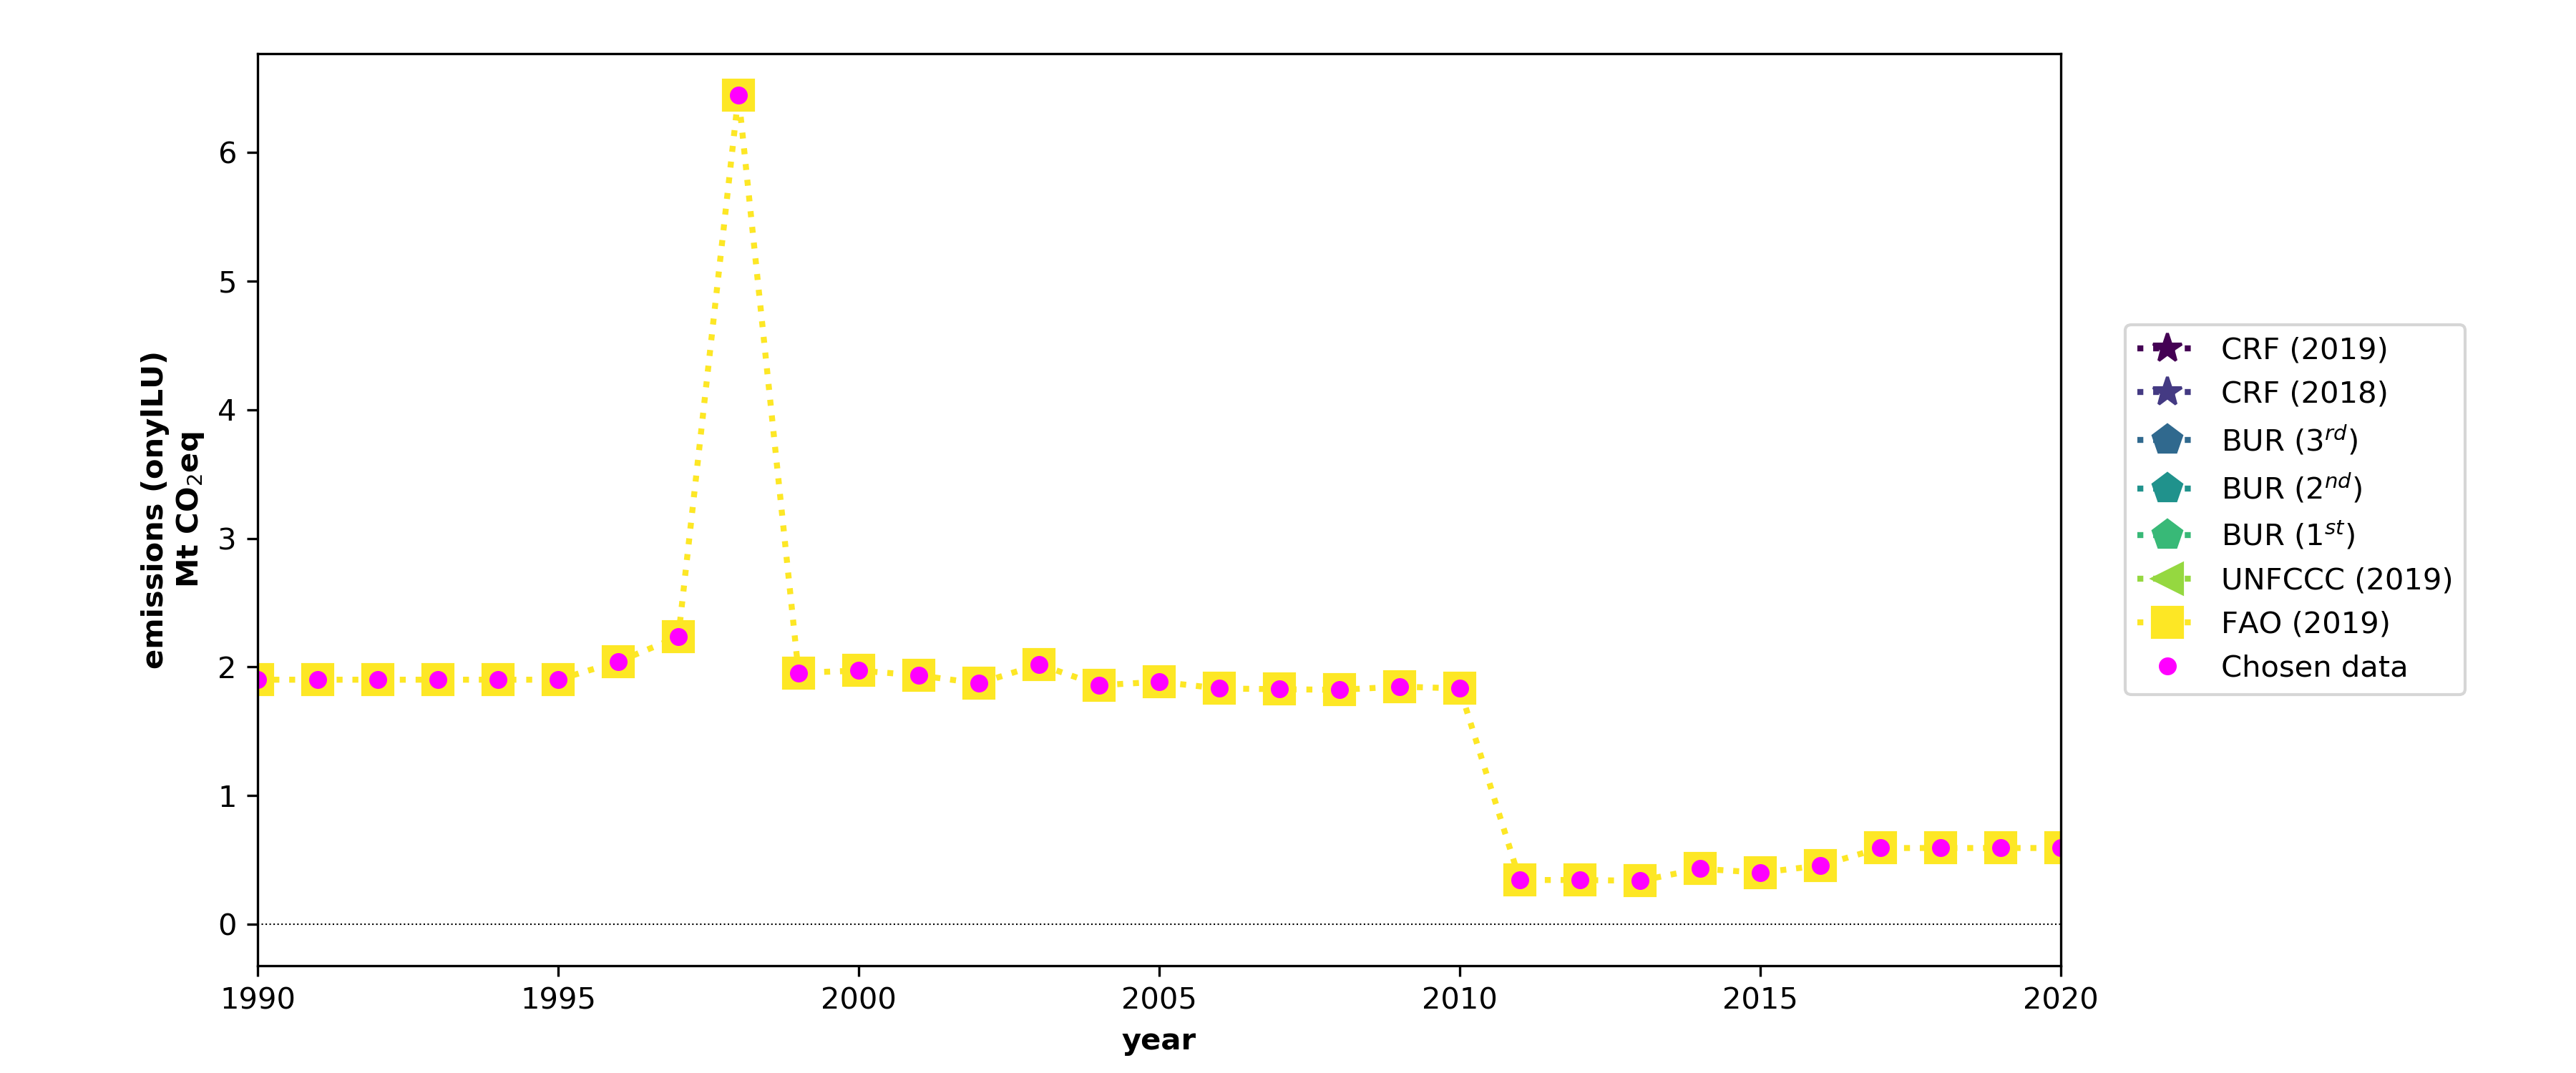 emissions (onylLU)
Mt CO₂eq
6
5
4
3
2
1
0
1990 1995 2000 2005 2010 2015 2020
year
CRF (2019)
CRF (2018)
BUR (3ʳᵈ)
BUR (2ⁿᵈ)
BUR (1ˢᵗ)
UNFCCC (2019)
FAO (2019)
Chosen data